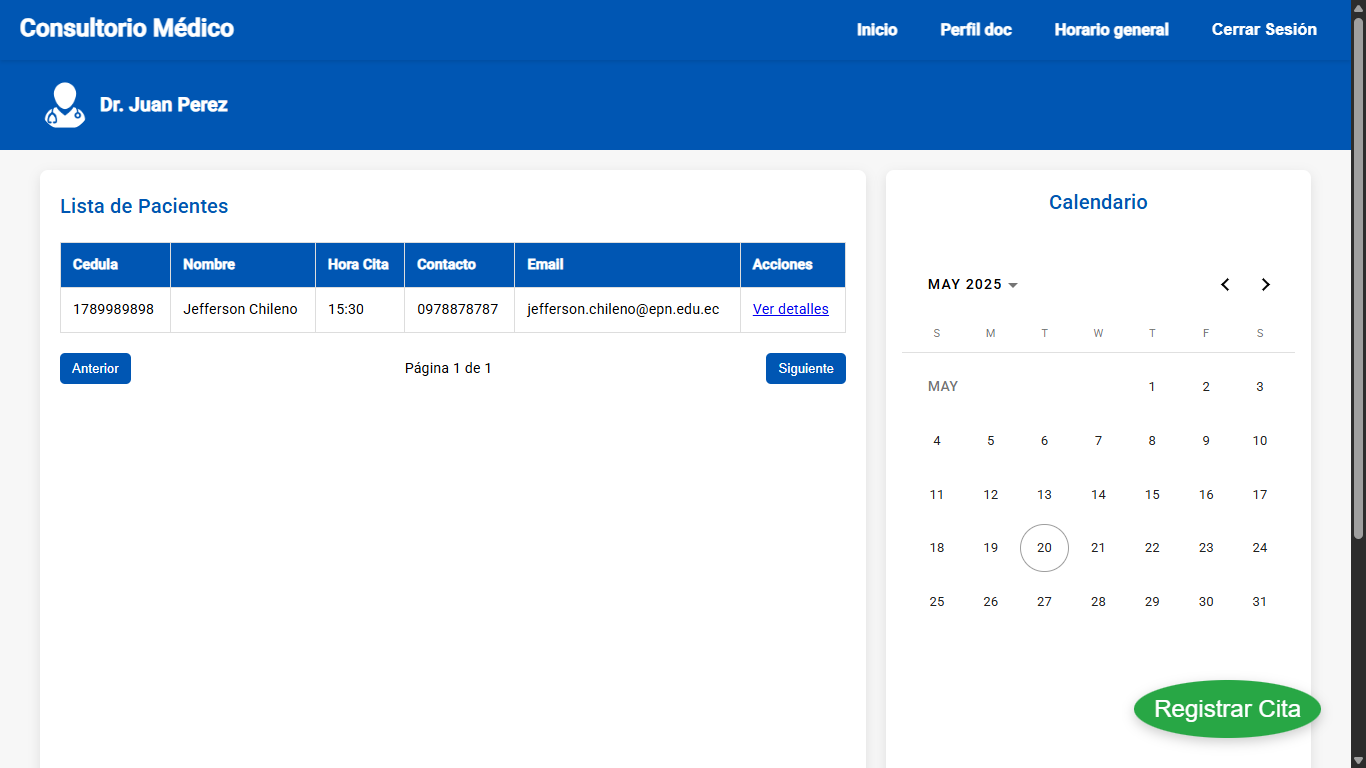 Consultorio Médico
Inicio Perfil doc Horario general Cerrar Sesión
Dr. Juan Perez
Lista de Pacientes
Cedula Nombre Hora Cita Contacto Email Acciones
1789989898 Jefferson Chileno 15:30 0978878787 jefferson.chileno@epn.edu.ec Ver detalles
Anterior Página 1 de 1 Siguiente
Calendario
MAY 2025
S M T W T F S
MAY 1 2 3
4 5 6 7 8 9 10
11 12 13 14 15 16 17
18 19 20 21 22 23 24
25 26 27 28 29 30 31
Registrar Cita